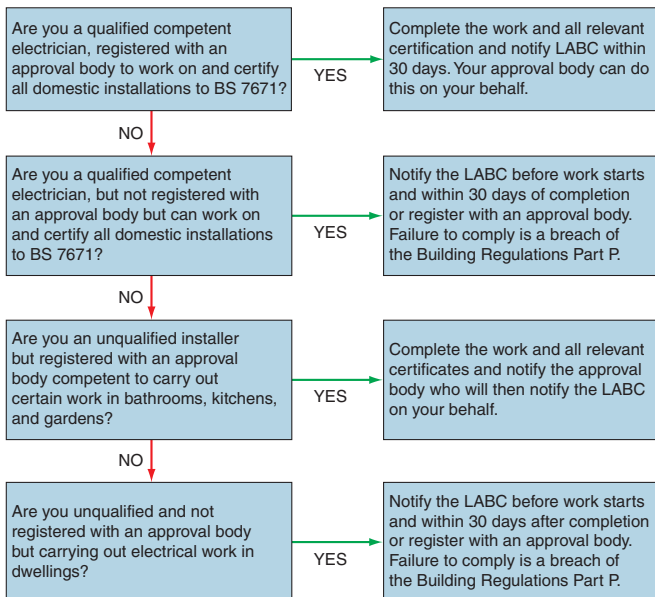 Are you a qualified competent
electrician, registered with an
approval body to work on and certify
all domestic installations to BS 7671?
YES
Complete the work and all relevant
certification and notify LABC within
30 days. Your approval body can do
this on your behalf.
NO
Are you a qualified competent
electrician, but not registered with
an approval body but can work on
and certify all domestic installations
to BS 7671?
YES
Notify the LABC before work starts
and within 30 days of completion
or register with an approval body.
Failure to comply is a breach of
the Building Regulations Part P.
NO
Are you an unqualified installer
but registered with an approval
body competent to carry out
certain work in bathrooms, kitchens,
and gardens?
YES
Complete the work and all relevant
certificates and notify the approval
body who will then notify the LABC
on your behalf.
NO
Are you unqualified and not
registered with an approval body
but carrying out electrical work in
dwellings?
YES
Notify the LABC before work starts
and within 30 days after completion
or register with an approval body.
Failure to comply is a breach of
the Building Regulations Part P.